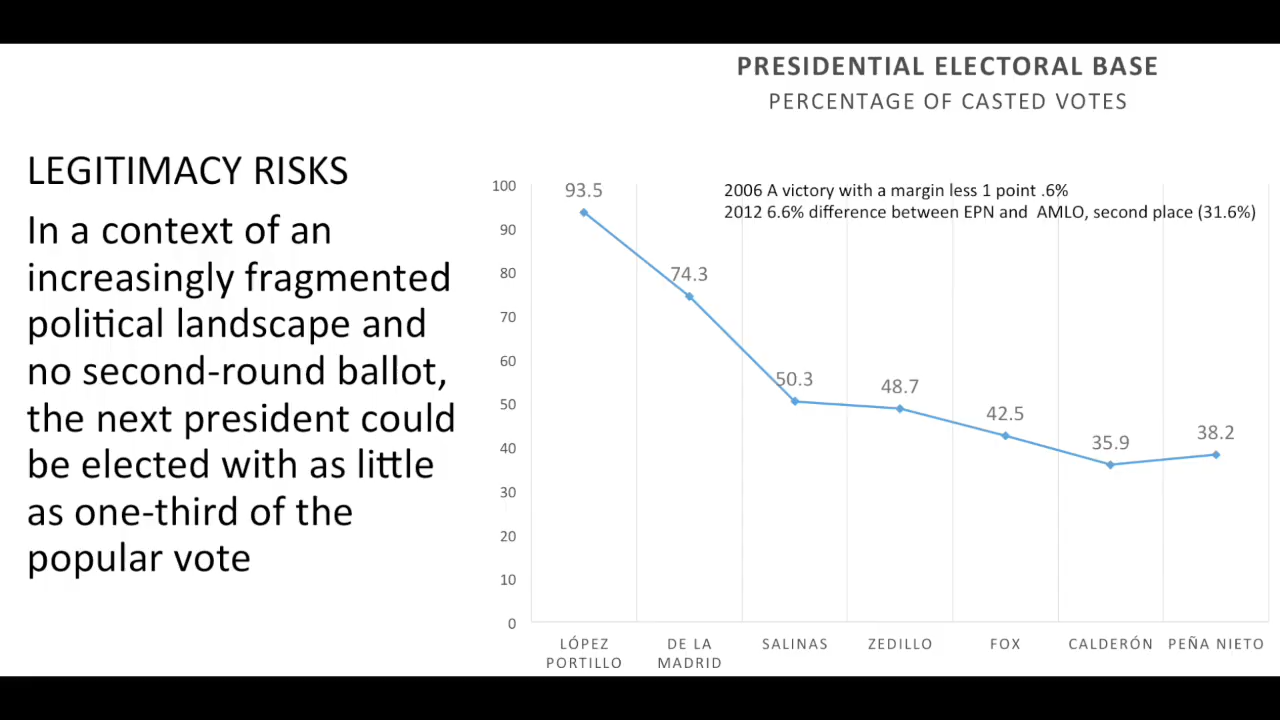 PRESIDENTIAL ELECTORAL BASE
PERCENTAGE OF CASTED VOTES
LEGITIMACY RISKS
In a context of an
increasingly fragmented
political landscape and
no second-round ballot,
the next president could
be elected with as little
as one-third of the
popular vote
2006 A victory with a margin less 1 point .6%
2012 6.6% difference between EPN and AMLO, second place (31.6%)
100
90
80
70
60
50
40
30
20
10
0
93.5
74.3
50.3
48.7
42.5
35.9
38.2
LÓPEZ PORTILLO
DE LA MADRID
SALINAS
ZEDILLO
FOX
CALDERÓN
PEÑA NIETO